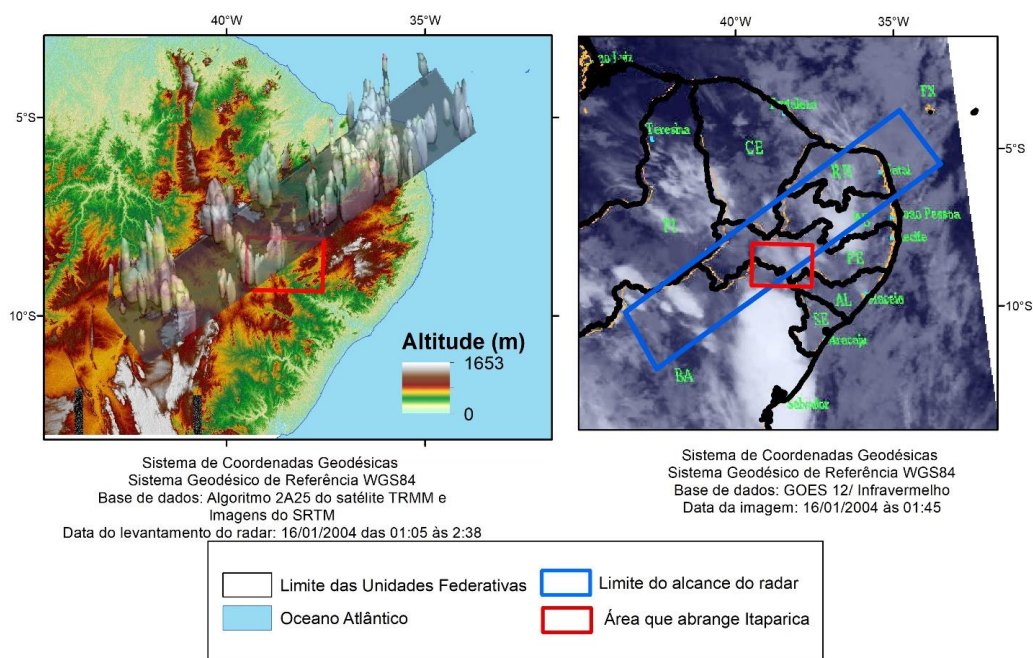 40°W 35°W
5°S
10°S
Altitude (m)
1653
0
Sistema de Coordenadas Geodésicas
Sistema Geodésico de Referência WGS84
Base de dados: Algoritmo 2A25 do satélite TRMM e
Imagens do SRTM
Data do levantamento do radar: 16/01/2004 das 01:05 às 2:38
40°W 35°W
5°S
10°S
FN
Teresina
CE
RN
PI
PE
AL
SE
Aracaju
BA
Salvador
Sistema de Coordenadas Geodésicas
Sistema Geodésico de Referência WGS84
Base de dados: GOES 12/ Infravermelho
Data da imagem: 16/01/2004 às 01:45
Limite das Unidades Federativas
Limite do alcance do radar
Oceano Atlântico
Área que abrange Itaparica